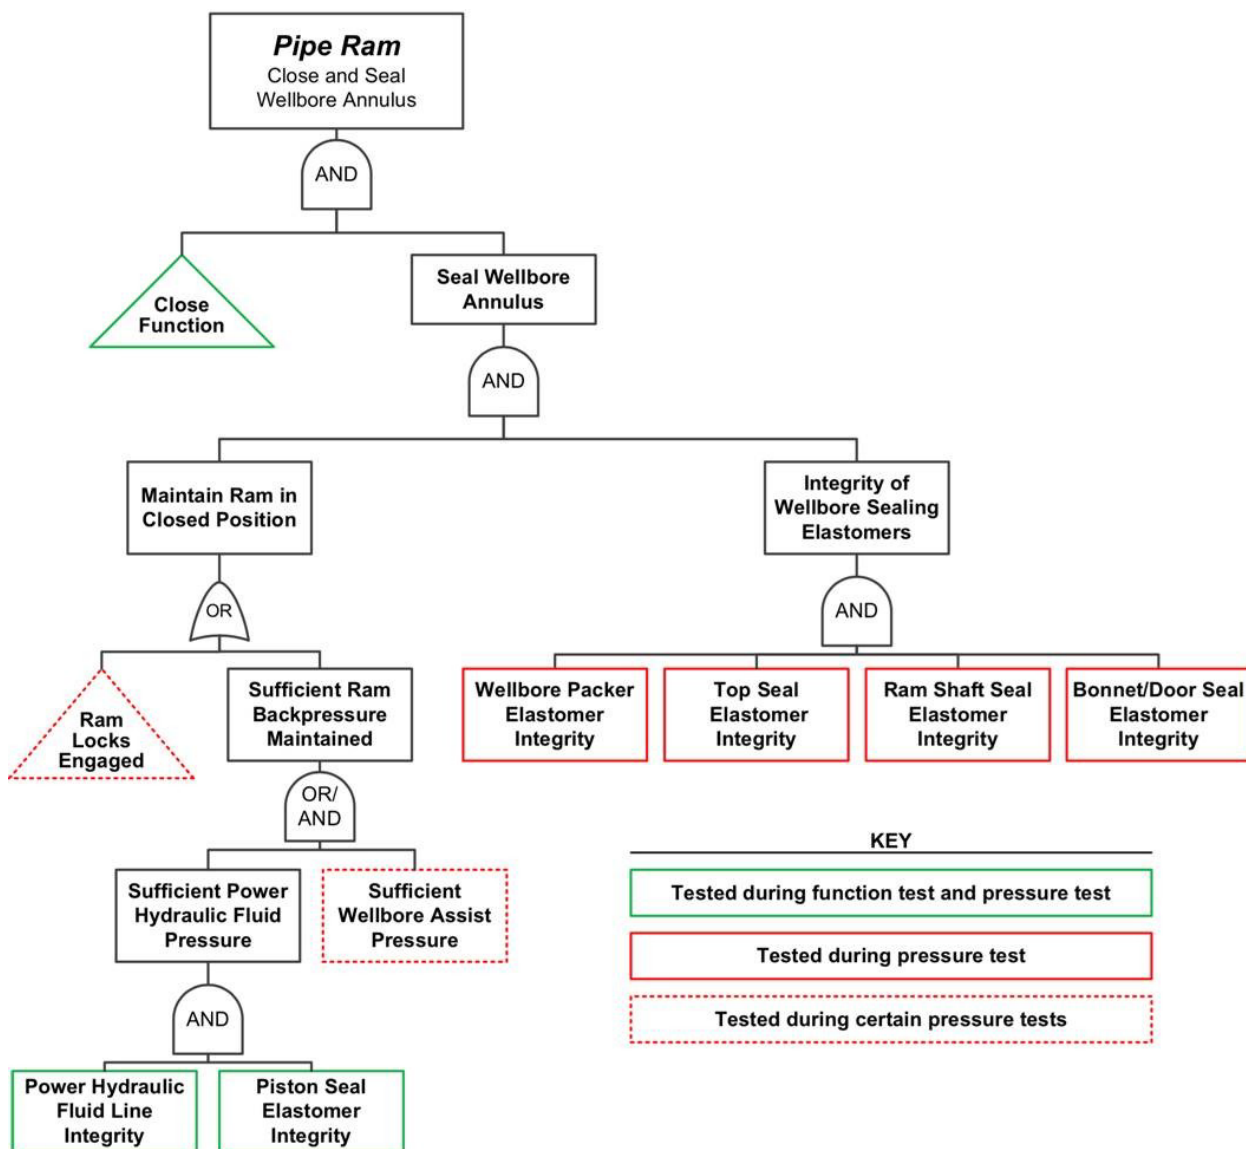 Pipe Ram
Close and Seal
Wellbore Annulus
AND
Close
Function
Seal Wellbore
Annulus
AND
Maintain Ram in
Closed Position
Integrity of
Wellbore Sealing
Elastomers
OR
AND
Ram
Locks
Engaged
Sufficient Ram
Backpressure
Maintained
Wellbore Packer
Elastomer
Integrity
Top Seal
Elastomer
Integrity
Ram Shaft Seal
Elastomer
Integrity
Bonnet/Door Seal
Elastomer
Integrity
OR/
AND
Sufficient Power
Hydraulic Fluid
Pressure
Sufficient
Wellbore Assist
Pressure
AND
Power Hydraulic
Fluid Line
Integrity
Piston Seal
Elastomer
Integrity
KEY
Tested during function test and pressure test
Tested during pressure test
Tested during certain pressure tests